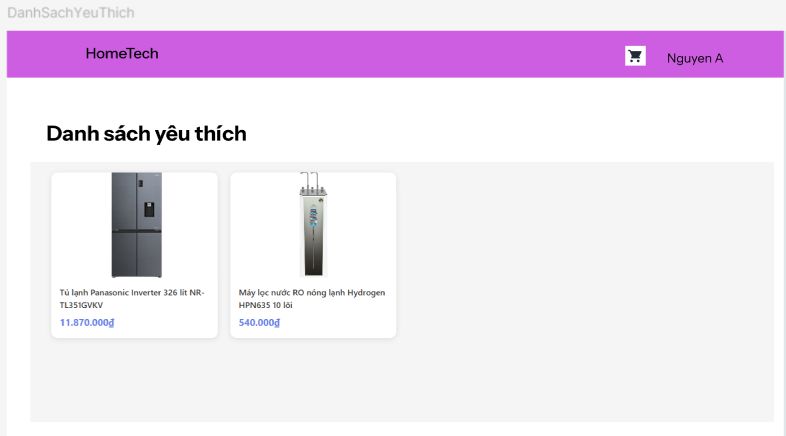 DanhSachYeuThich
HomeTech
Nguyen A
Danh sách yêu thích
Tủ lạnh Panasonic Inverter 326 lít NR-
TL351GVKV
11.870.000₫
Máy lọc nước RO nóng lạnh Hydrogen
HPN635 10 lõi
540.000₫